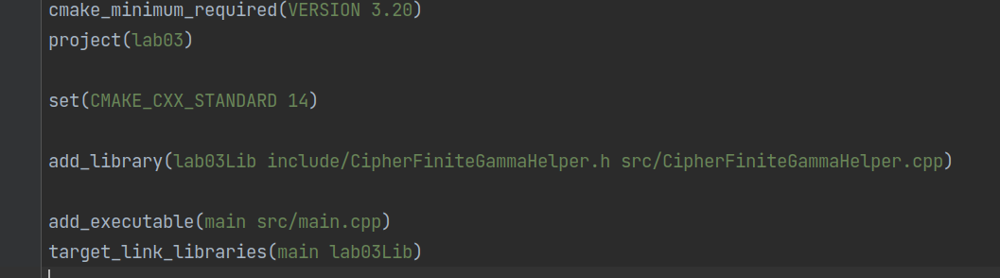 cmake_minimum_required(VERSION 3.20)
project(lab03)
set(CMAKE_CXX_STANDARD 14)
add_library(lab03Lib include/CipherFiniteGammaHelper.h src/CipherFiniteGammaHelper.cpp)
add_executable(main src/main.cpp)
target_link_libraries(main lab03Lib)